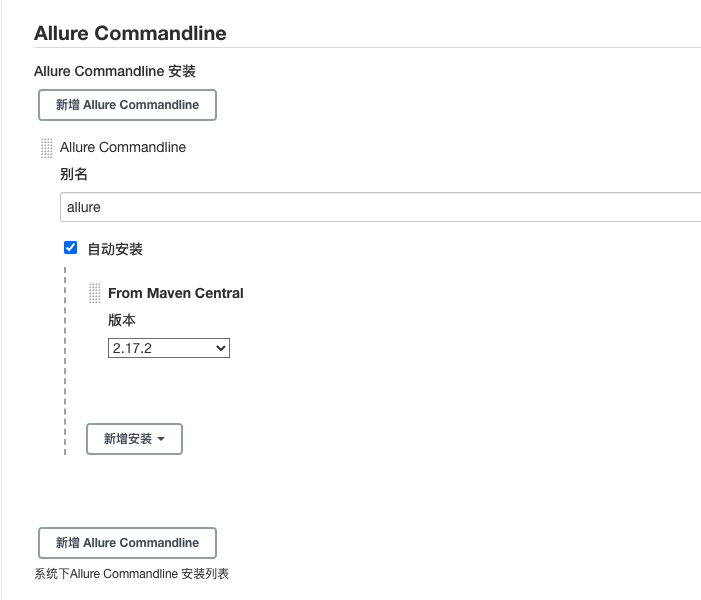 Allure Commandline
Allure Commandline 安装
新增 Allure Commandline
Allure Commandline
别名
allure
自动安装
From Maven Central
版本
2.17.2
新增安装
新增 Allure Commandline
系统下Allure Commandline 安装列表